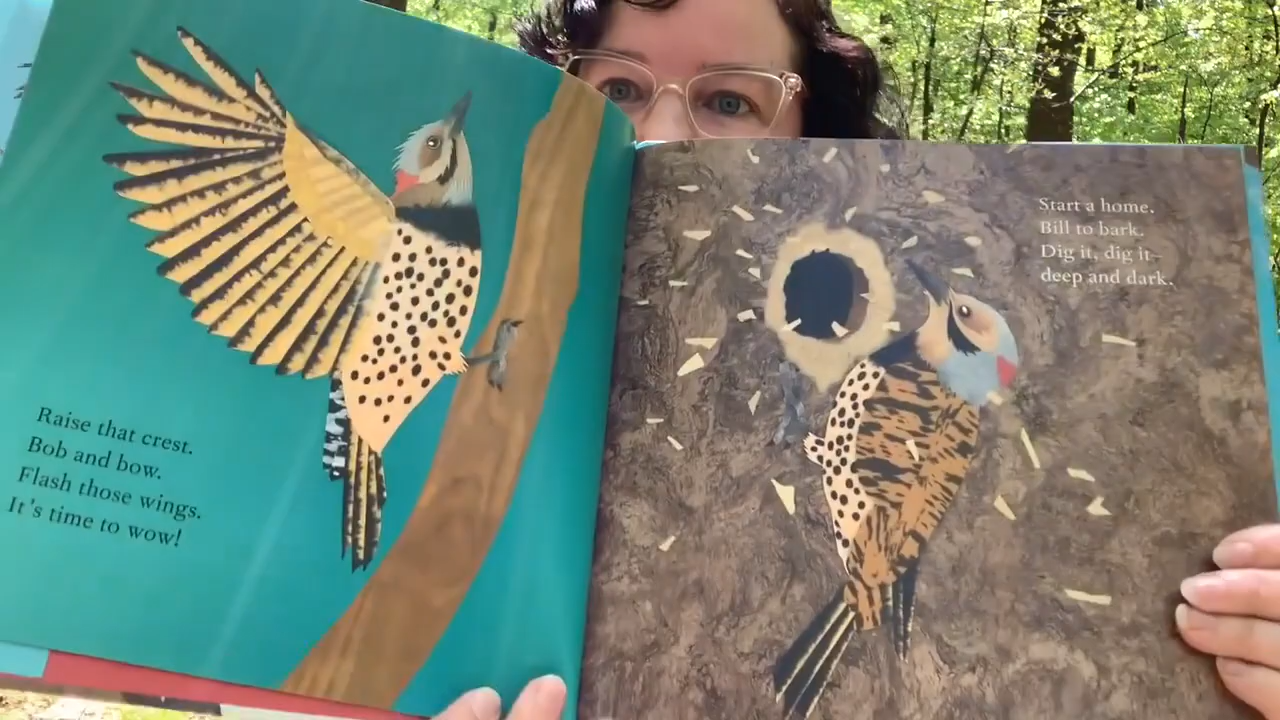 Raise that crest.
Bob and bow.
Flash those wings.
It's time to wow!
Start a home.
Bill to bark.
Dig it, dig it–
deep and dark.